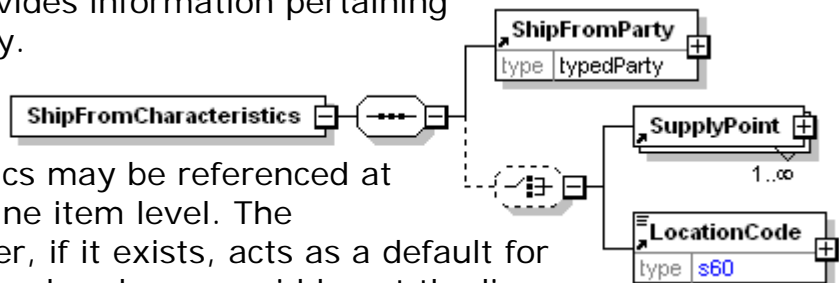 vides information pertaining
y.
ShipFromParty
type typedParty
ShipFromCharacteristics
SupplyPoint
1..∞
cs may be referenced at
ne item level. The
LocationCode
type s60
er, if it exists, acts as a default for